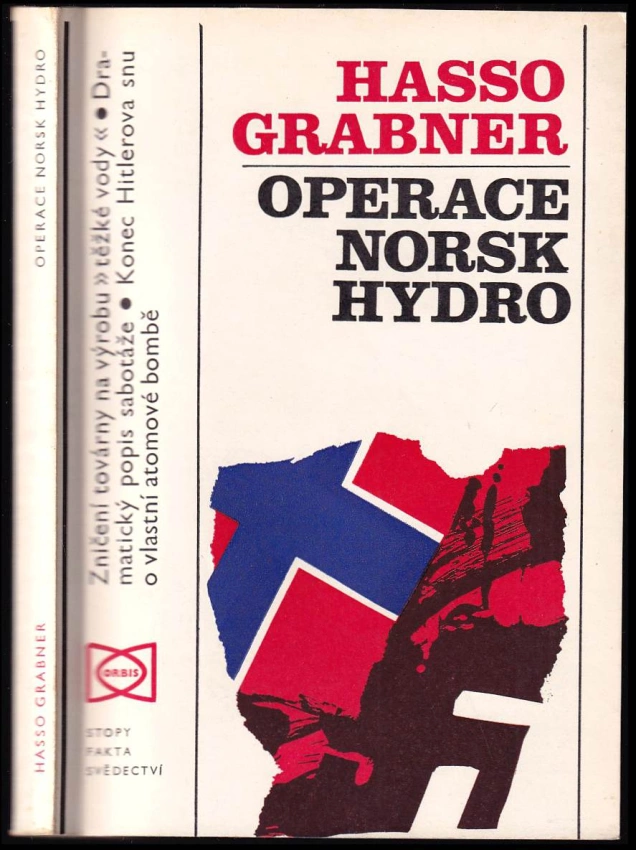 OPERACE NORSK HYDRO
HASSO GRABNER
Zničení továrny na výrobu » těžké vody « ● Dra-
matický popis sabotáže ● Konec Hitlerova snu
o vlastní atomové bombě
ORBIS
STOPY
FAKTA
SVĚDECTVÍ
HASSO
GRABNER
OPERACE
NORSK
HYDRO